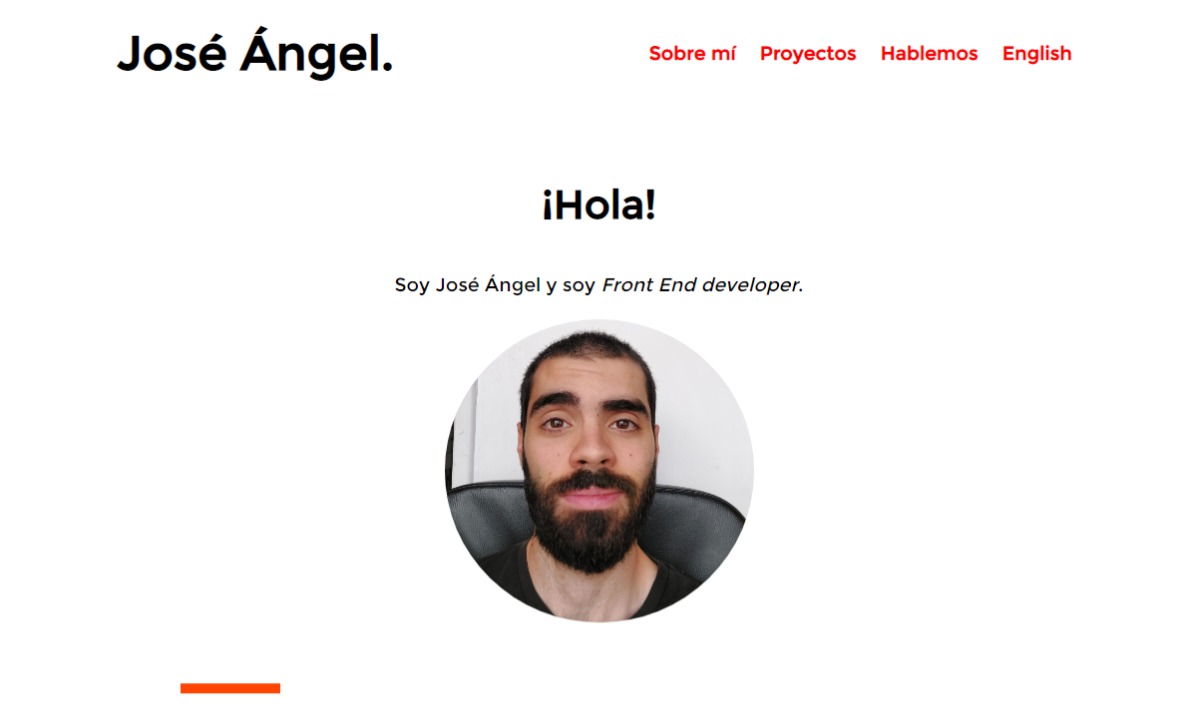 José Ángel.
Sobre mí Proyectos Hablemos English
¡Hola!
Soy José Ángel y soy Front End developer.